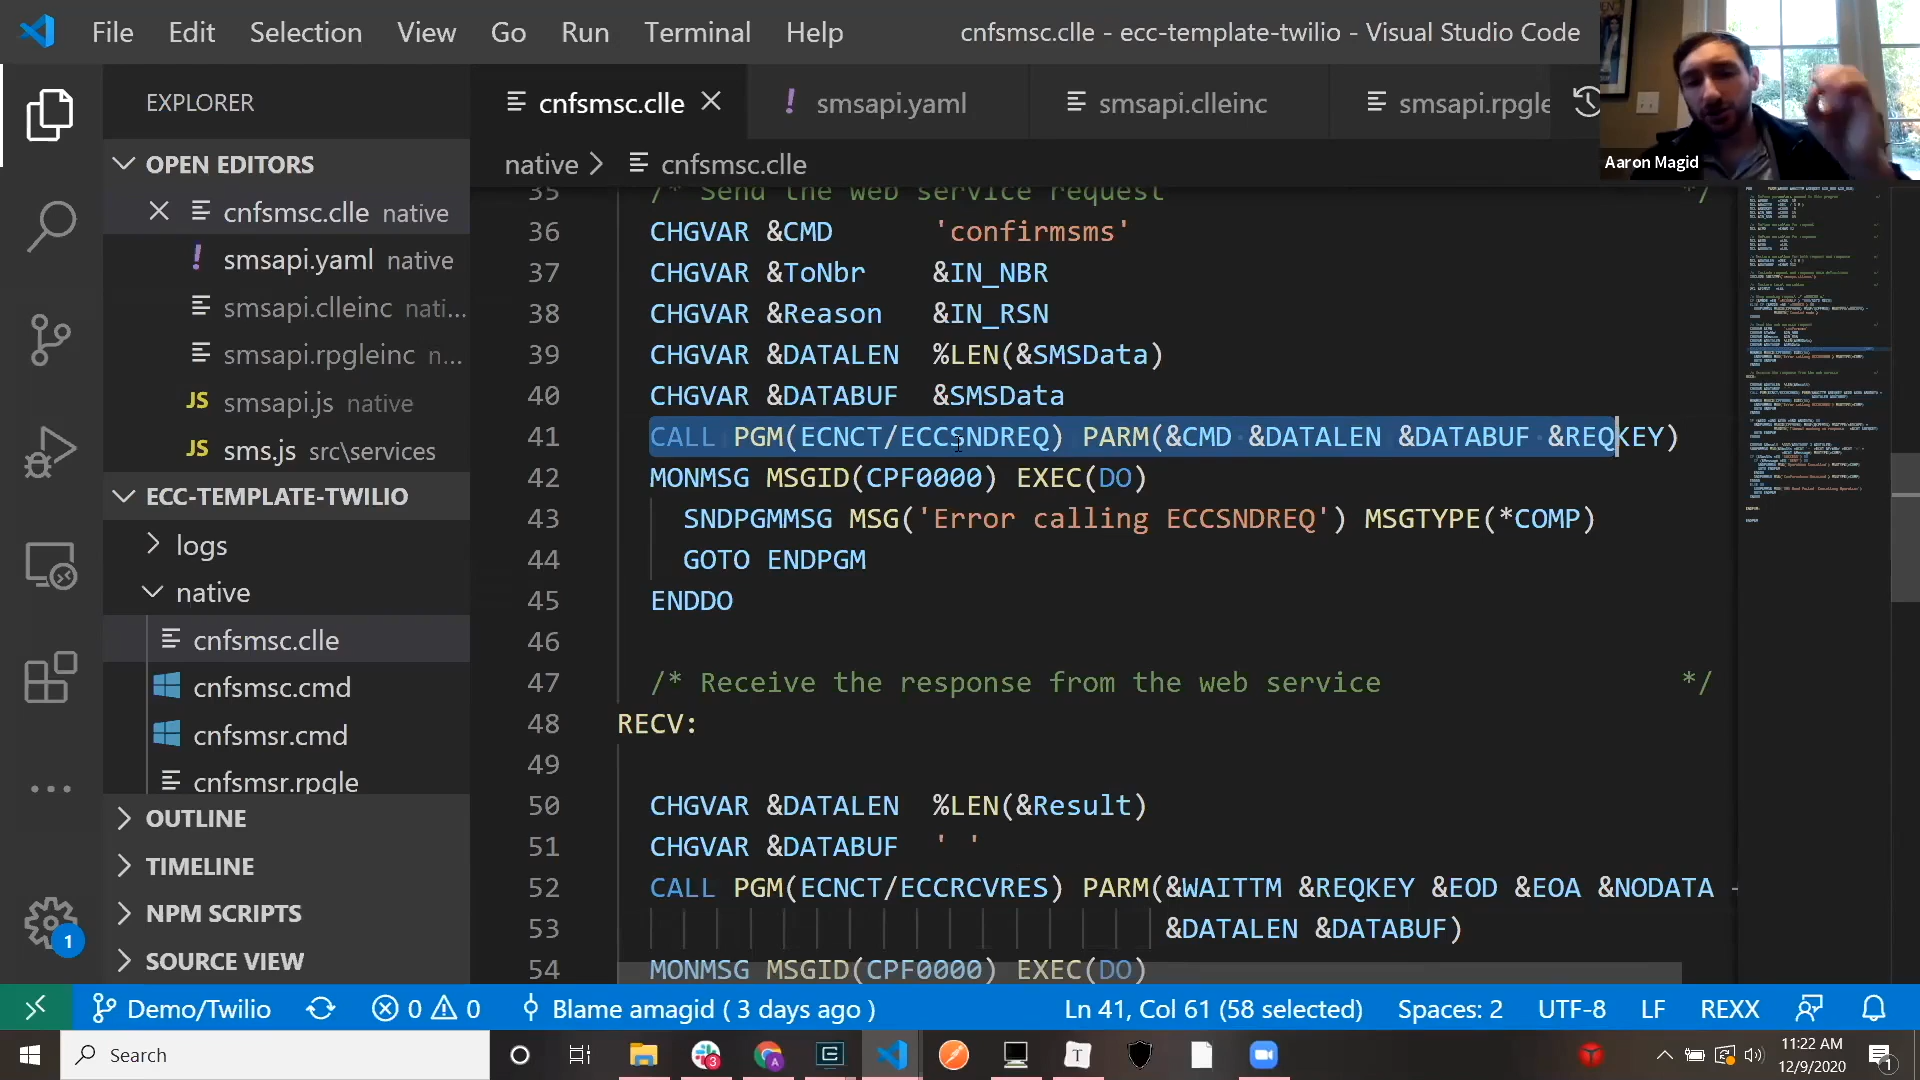 File Edit Selection View Go Run Terminal Help
cnfsmsc.clle - ecc-template-twilio - Visual Studio Code
EXPLORER
OPEN EDITORS
cnfsmsc.clle native
! smsapi.yaml native
smsapi.clleinc nati...
smsapi.rpgleinc n...
JS smsapi.js native
JS sms.js src\services
ECC-TEMPLATE-TWILIO
logs
native
cnfsmsc.clle
cnfsmsc.cmd
cnfsmsr.cmd
cnfsmsr.rpgle
OUTLINE
TIMELINE
NPM SCRIPTS
SOURCE VIEW
1
cnfsmsc.clle ! smsapi.yaml smsapi.clleinc smsapi.rpgle
native > cnfsmsc.clle
Aaron Magid
35 /* Send the web service request */
36 CHGVAR &CMD 'confirmsms'
37 CHGVAR &ToNbr &IN_NBR
38 CHGVAR &Reason &IN_RSN
39 CHGVAR &DATALEN %LEN(&SMSData)
40 CHGVAR &DATABUF &SMSData
41 CALL PGM(ECNCT/ECCSNDREQ) PARM(&CMD &DATALEN &DATABUF &REQKEY)
42 MONMSG MSGID(CPF0000) EXEC(DO)
43 SNDPGMMSG MSG('Error calling ECCSNDREQ') MSGTYPE(*COMP)
44 GOTO ENDPGM
45 ENDDO
46
47 /* Receive the response from the web service */
48 RECV:
49
50 CHGVAR &DATALEN %LEN(&Result)
51 CHGVAR &DATABUF ' '
52 CALL PGM(ECNCT/ECCRCVRES) PARM(&WAITTM &REQKEY &EOD &EOA &NODATA -
53 &DATALEN &DATABUF)
54 MONMSG MSGID(CPF0000) EXEC(DO)
Demo/Twilio 0 0 Blame amagid ( 3 days ago ) Ln 41, Col 61 (58 selected) Spaces: 2 UTF-8 LF REXX
Search
11:22 AM
12/9/2020